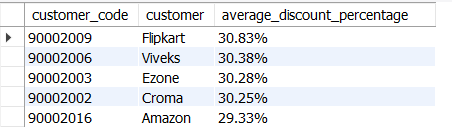 customer_code customer average_discount_percentage
90002009 Flipkart 30.83%
90002006 Viveks 30.38%
90002003 Ezone 30.28%
90002002 Croma 30.25%
90002016 Amazon 29.33%